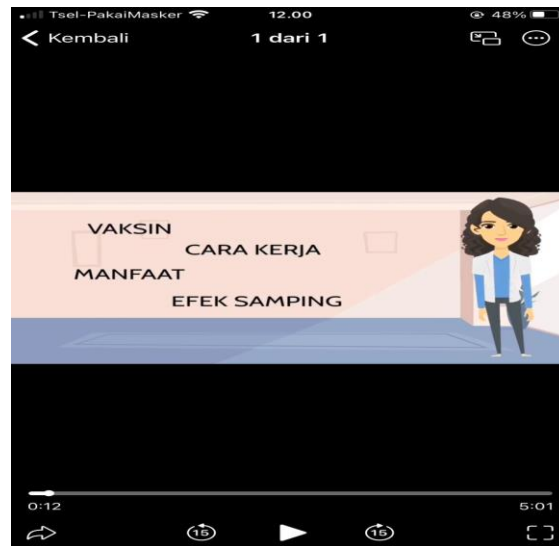 Tsel-PakaiMasker 12.00 48%
Kembali 1 dari 1
VAKSIN
CARA KERJA
MANFAAT
EFEK SAMPING
0:12 5:01
15 15